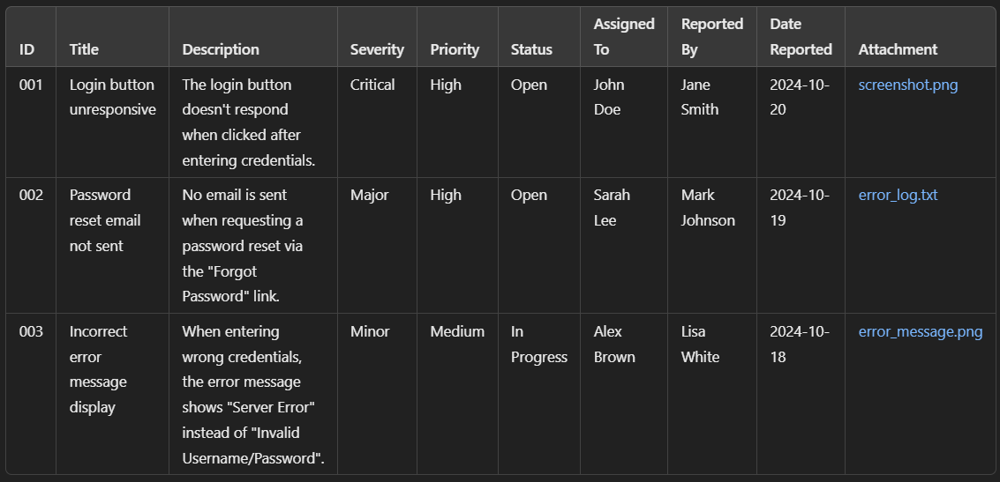 ID Title Description Severity Priority Status Assigned To Reported By Date Reported Attachment
001 Login button unresponsive The login button doesn't respond when clicked after entering credentials. Critical High Open John Doe Jane Smith 2024-10-20 screenshot.png
002 Password reset email not sent No email is sent when requesting a password reset via the "Forgot Password" link. Major High Open Sarah Lee Mark Johnson 2024-10-19 error_log.txt
003 Incorrect error message display When entering wrong credentials, the error message shows "Server Error" instead of "Invalid Username/Password". Minor Medium In Progress Alex Brown Lisa White 2024-10-18 error_message.png